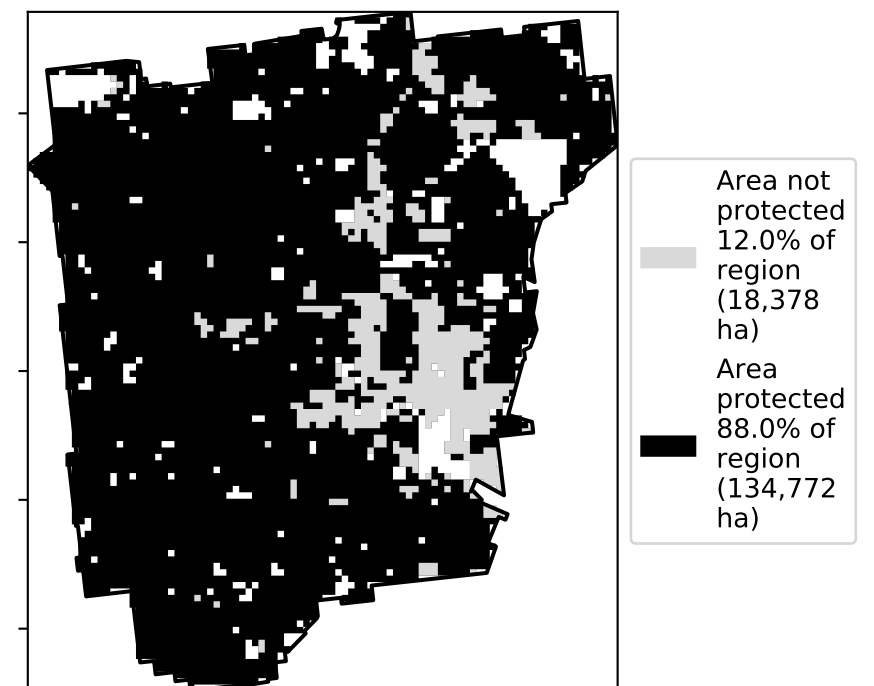 Area not
protected
12.0% of
region
(18,378
ha)
Area
protected
88.0% of
region
(134,772
ha)